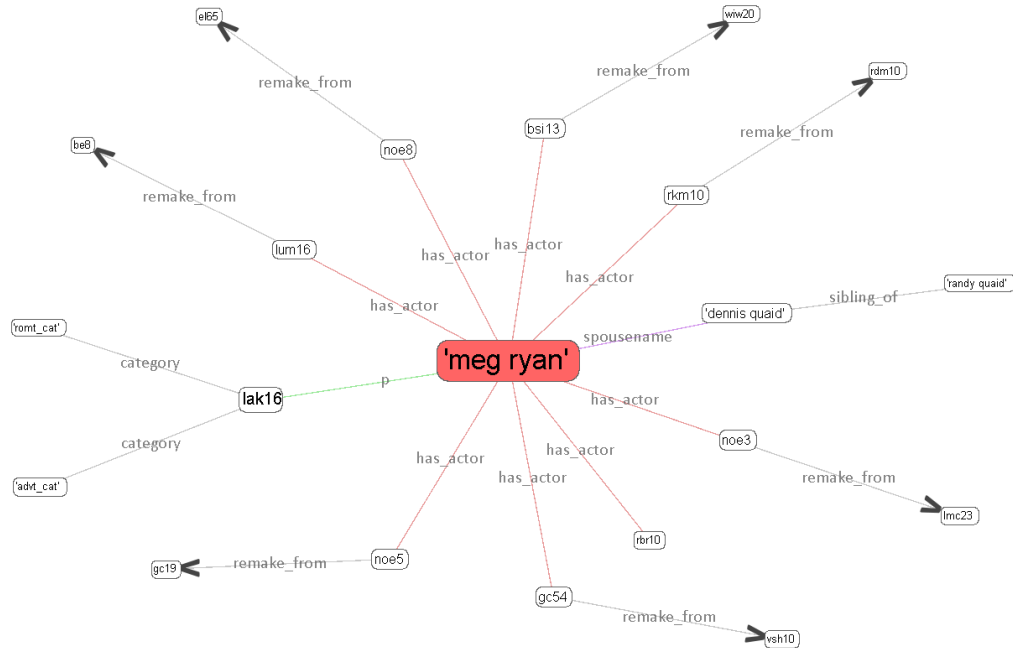 el65
wiw20
remake_from
remake_from
rdm10
bsi13
remake_from
be8
noe8
remake_from
rkm10
lum16
has_actor
has_actor
has_actor
has_actor
sibling_of
'randy quaid'
'dennis quaid'
'romt_cat'
spousename
'meg ryan'
category
p
lak16
has_actor
category
has_actor
has_actor
has_actor
noe3
remake_from
'advt_cat'
lmc23
rbr10
gc19
remake_from
noe5
gc54
remake_from
vsh10